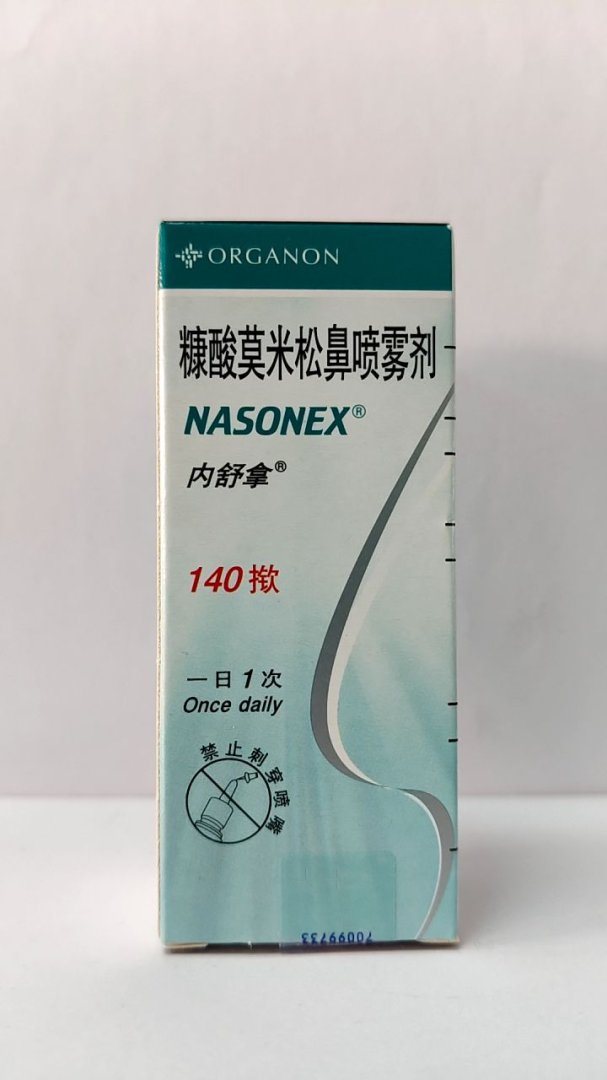 ORGANON
糠酸莫米松鼻喷雾剂
NASONEX®
内舒拿®
140揿
一日1次
Once daily
禁止刺穿喷嘴
70099733